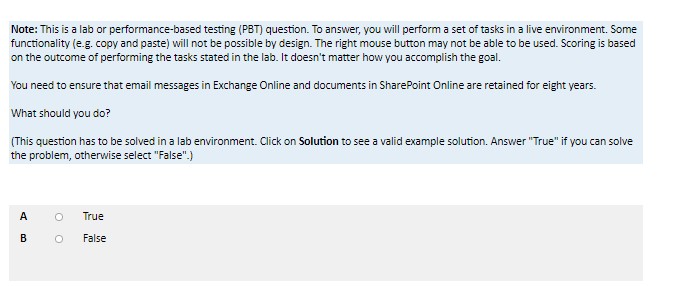 Note: This is a lab or performance-based testing (PBT) question. To answer, you will perform a set of tasks in a live environment. Some
functionality (e.g. copy and paste) will not be possible by design. The right mouse button may not be able to be used. Scoring is based
on the outcome of performing the tasks stated in the lab. It doesn't matter how you accomplish the goal.
You need to ensure that email messages in Exchange Online and documents in SharePoint Online are retained for eight years.
What should you do?
(This question has to be solved in a lab environment. Click on Solution to see a valid example solution. Answer "True" if you can solve
the problem, otherwise select "False".)
A True
B False